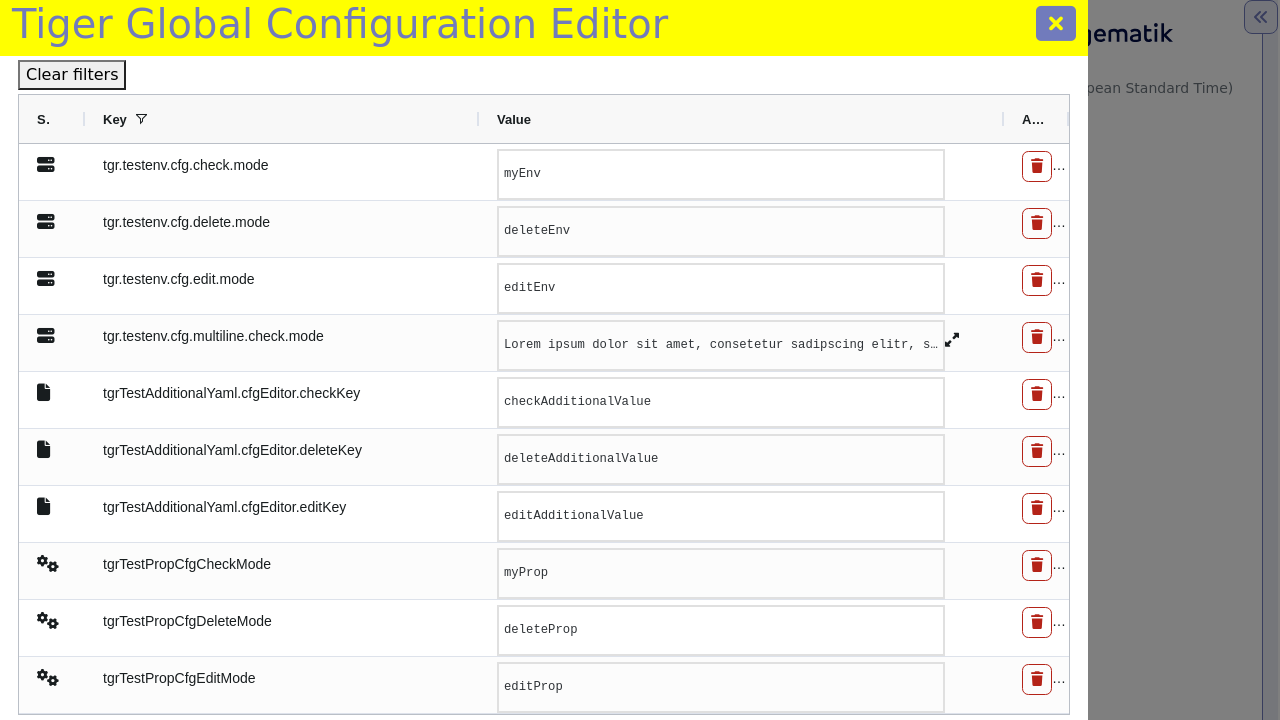 Tiger Global Configuration Editor
gematik
Clear filters
pean Standard Time)
S. Key Value A…
tgr.testenv.cfg.check.mode myEnv …
tgr.testenv.cfg.delete.mode deleteEnv …
tgr.testenv.cfg.edit.mode editEnv …
tgr.testenv.cfg.multiline.check.mode Lorem ipsum dolor sit amet, consetetur sadipscing elitr, s… …
tgrTestAdditionalYaml.cfgEditor.checkKey checkAdditionalValue …
tgrTestAdditionalYaml.cfgEditor.deleteKey deleteAdditionalValue …
tgrTestAdditionalYaml.cfgEditor.editKey editAdditionalValue …
tgrTestPropCfgCheckMode myProp …
tgrTestPropCfgDeleteMode deleteProp …
tgrTestPropCfgEditMode editProp …